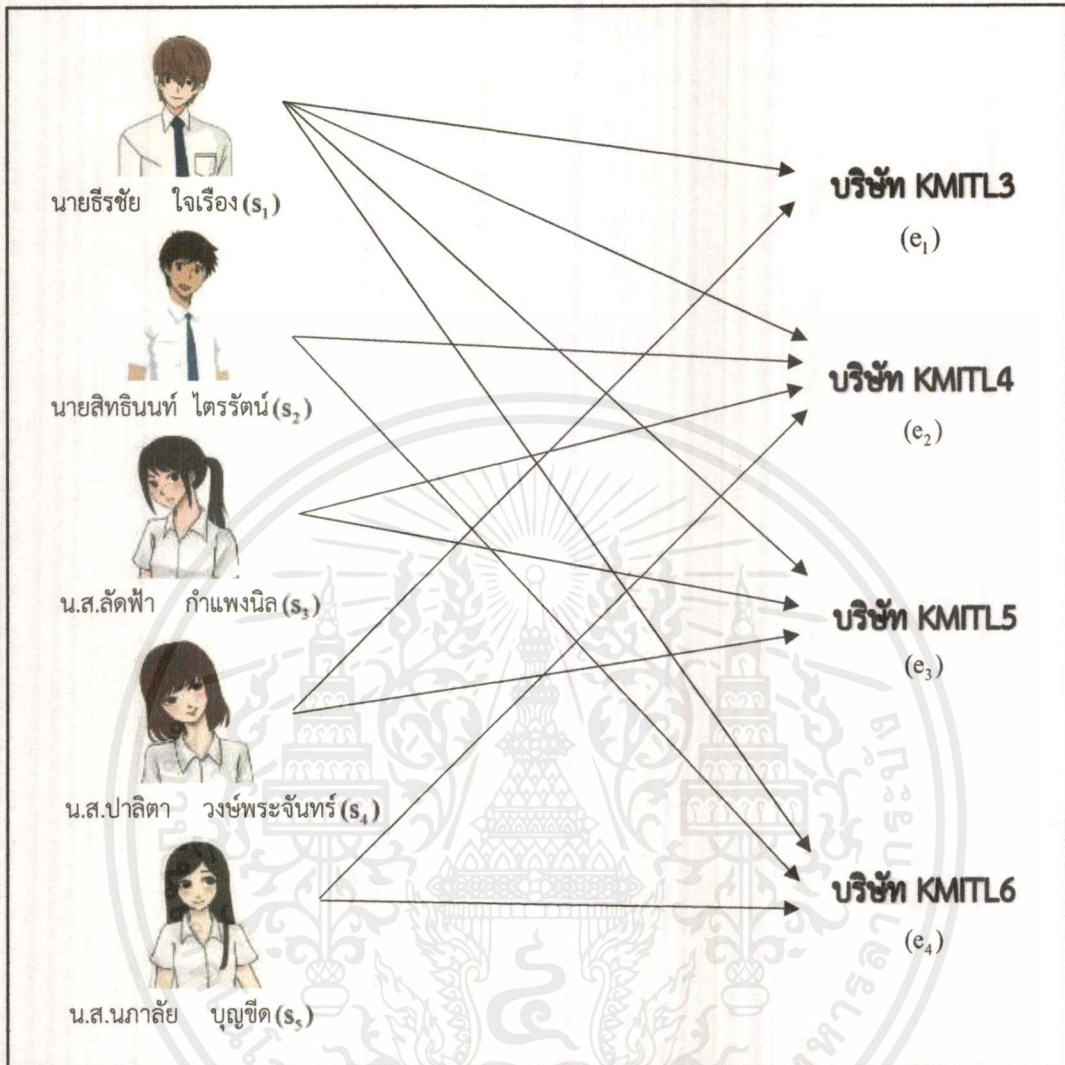 นายธีรชัย ใจเรือง (s₁)
บริษัท KMITL3
(e₁)
นายสิทธินนท์ ไตรรัตน์ (s₂)
บริษัท KMITL4
(e₂)
น.ส.ลัดฟ้า กำแพงนิล (s₃)
บริษัท KMITL5
(e₃)
น.ส.ปาลิตา วงษ์พระจันทร์ (s₄)
บริษัท KMITL6
(e₄)
น.ส.นภาลัย บุญขีด (s₅)